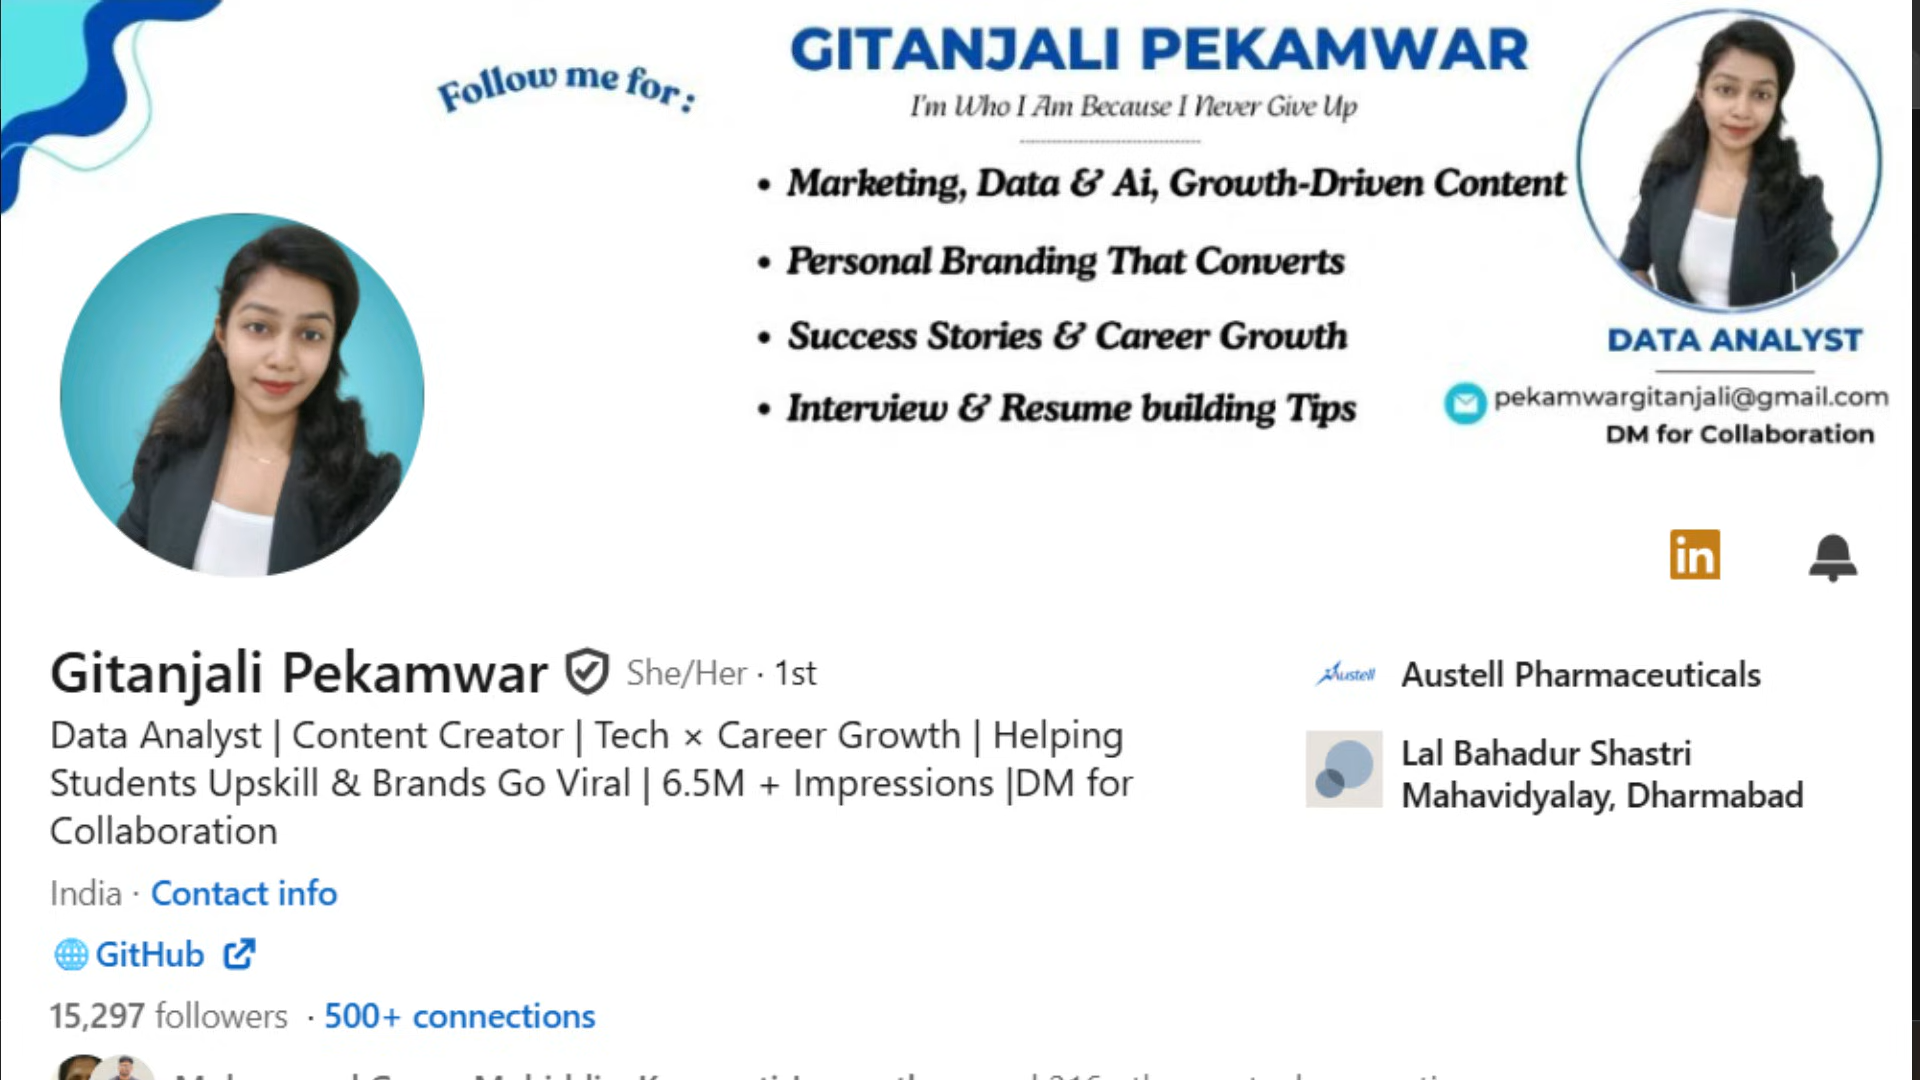 Follow me for:
GITANJALI PEKAMWAR
I'm Who I Am Because I Never Give Up
• Marketing, Data & Ai, Growth-Driven Content
• Personal Branding That Converts
• Success Stories & Career Growth
• Interview & Resume building Tips
DATA ANALYST
pekamwargitanjali@gmail.com
DM for Collaboration
in
Gitanjali Pekamwar She/Her · 1st
Data Analyst | Content Creator | Tech × Career Growth | Helping
Students Upskill & Brands Go Viral | 6.5M + Impressions |DM for
Collaboration
India · Contact info
GitHub
15,297 followers · 500+ connections
Austell Austell Pharmaceuticals
Lal Bahadur Shastri
Mahavidyalay, Dharmabad